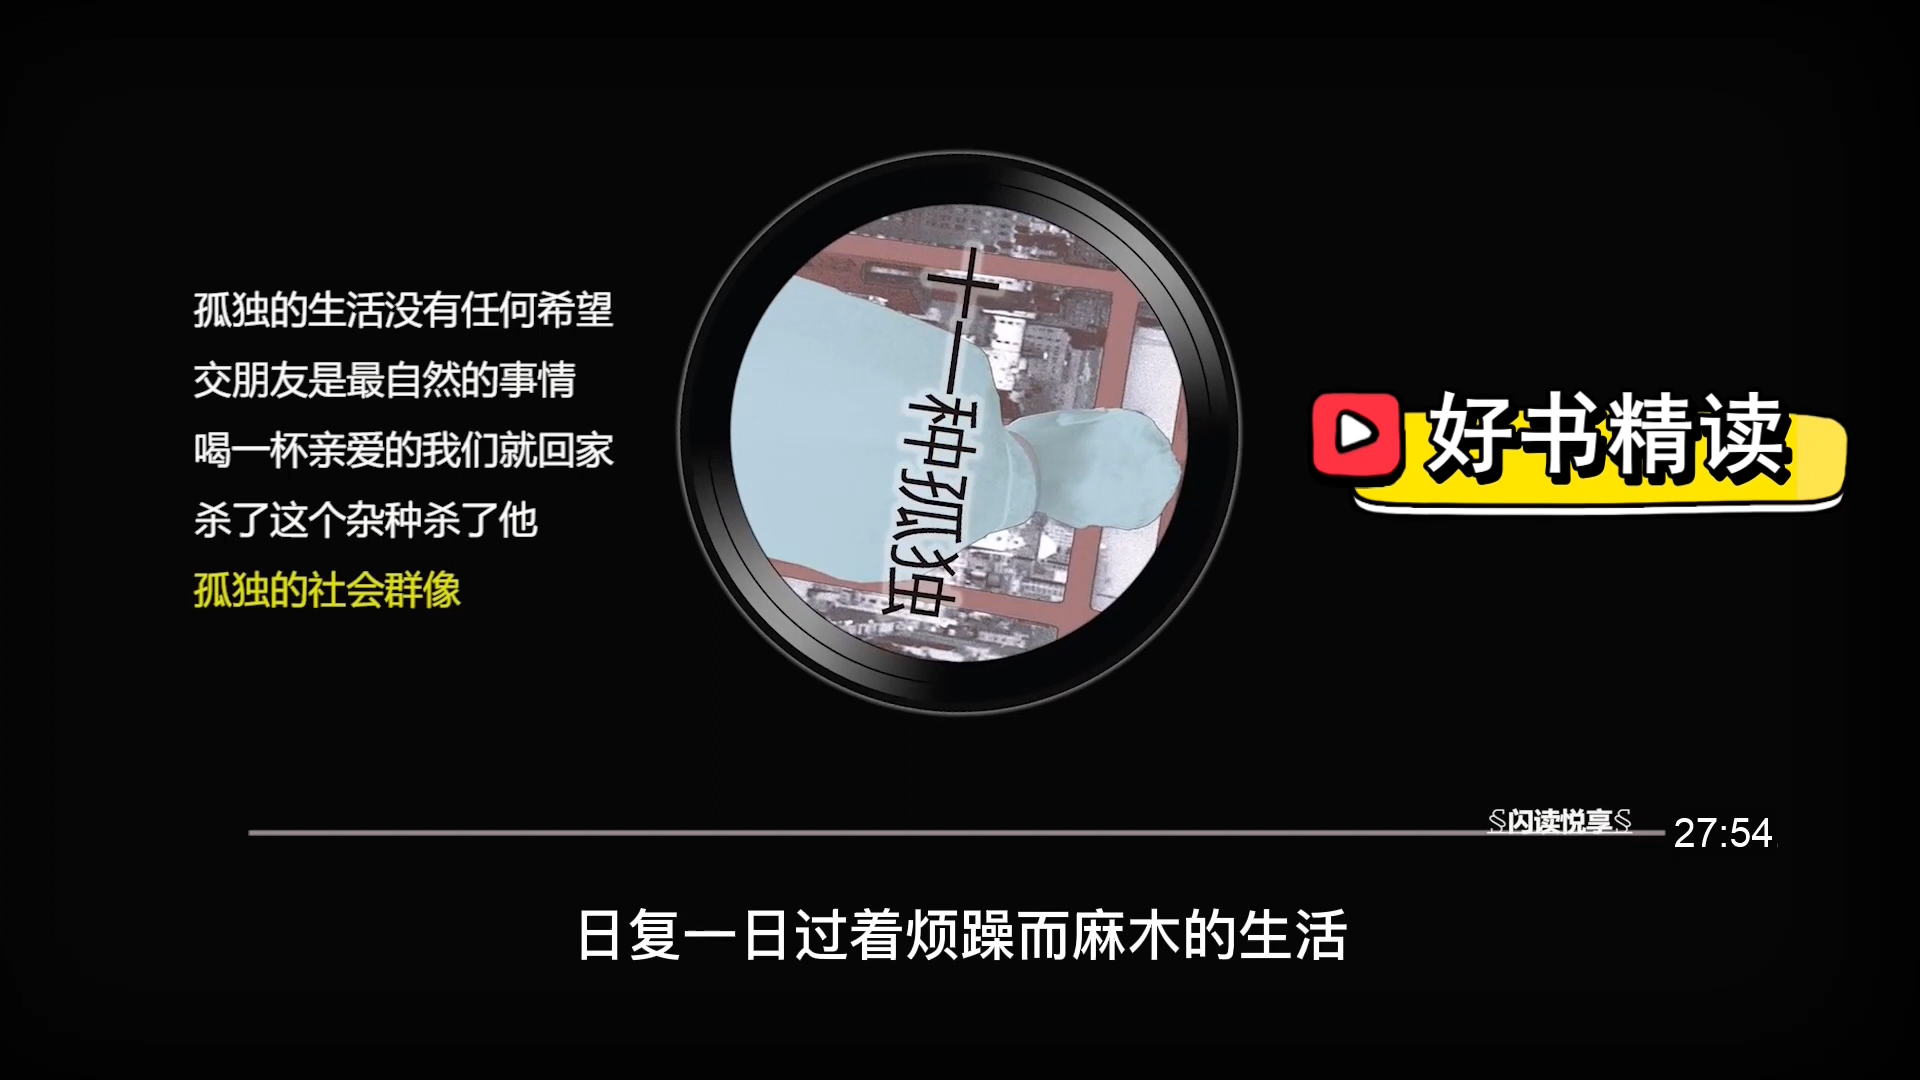 孤独的生活没有任何希望
交朋友是最自然的事情
喝一杯亲爱的我们就回家
杀了这个杂种杀了他
孤独的社会群像
十一种孤独
好书精读
§闪读悦享§
27:54
日复一日过着烦躁而麻木的生活